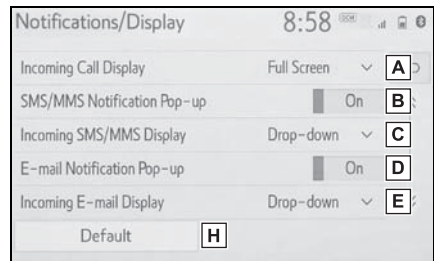 Notifications/Display 8:58 DCM
Incoming Call Display Full Screen A
SMS/MMS Notification Pop-up On B
Incoming SMS/MMS Display Drop-down C
E-mail Notification Pop-up On D
Incoming E-mail Display Drop-down E
Default H